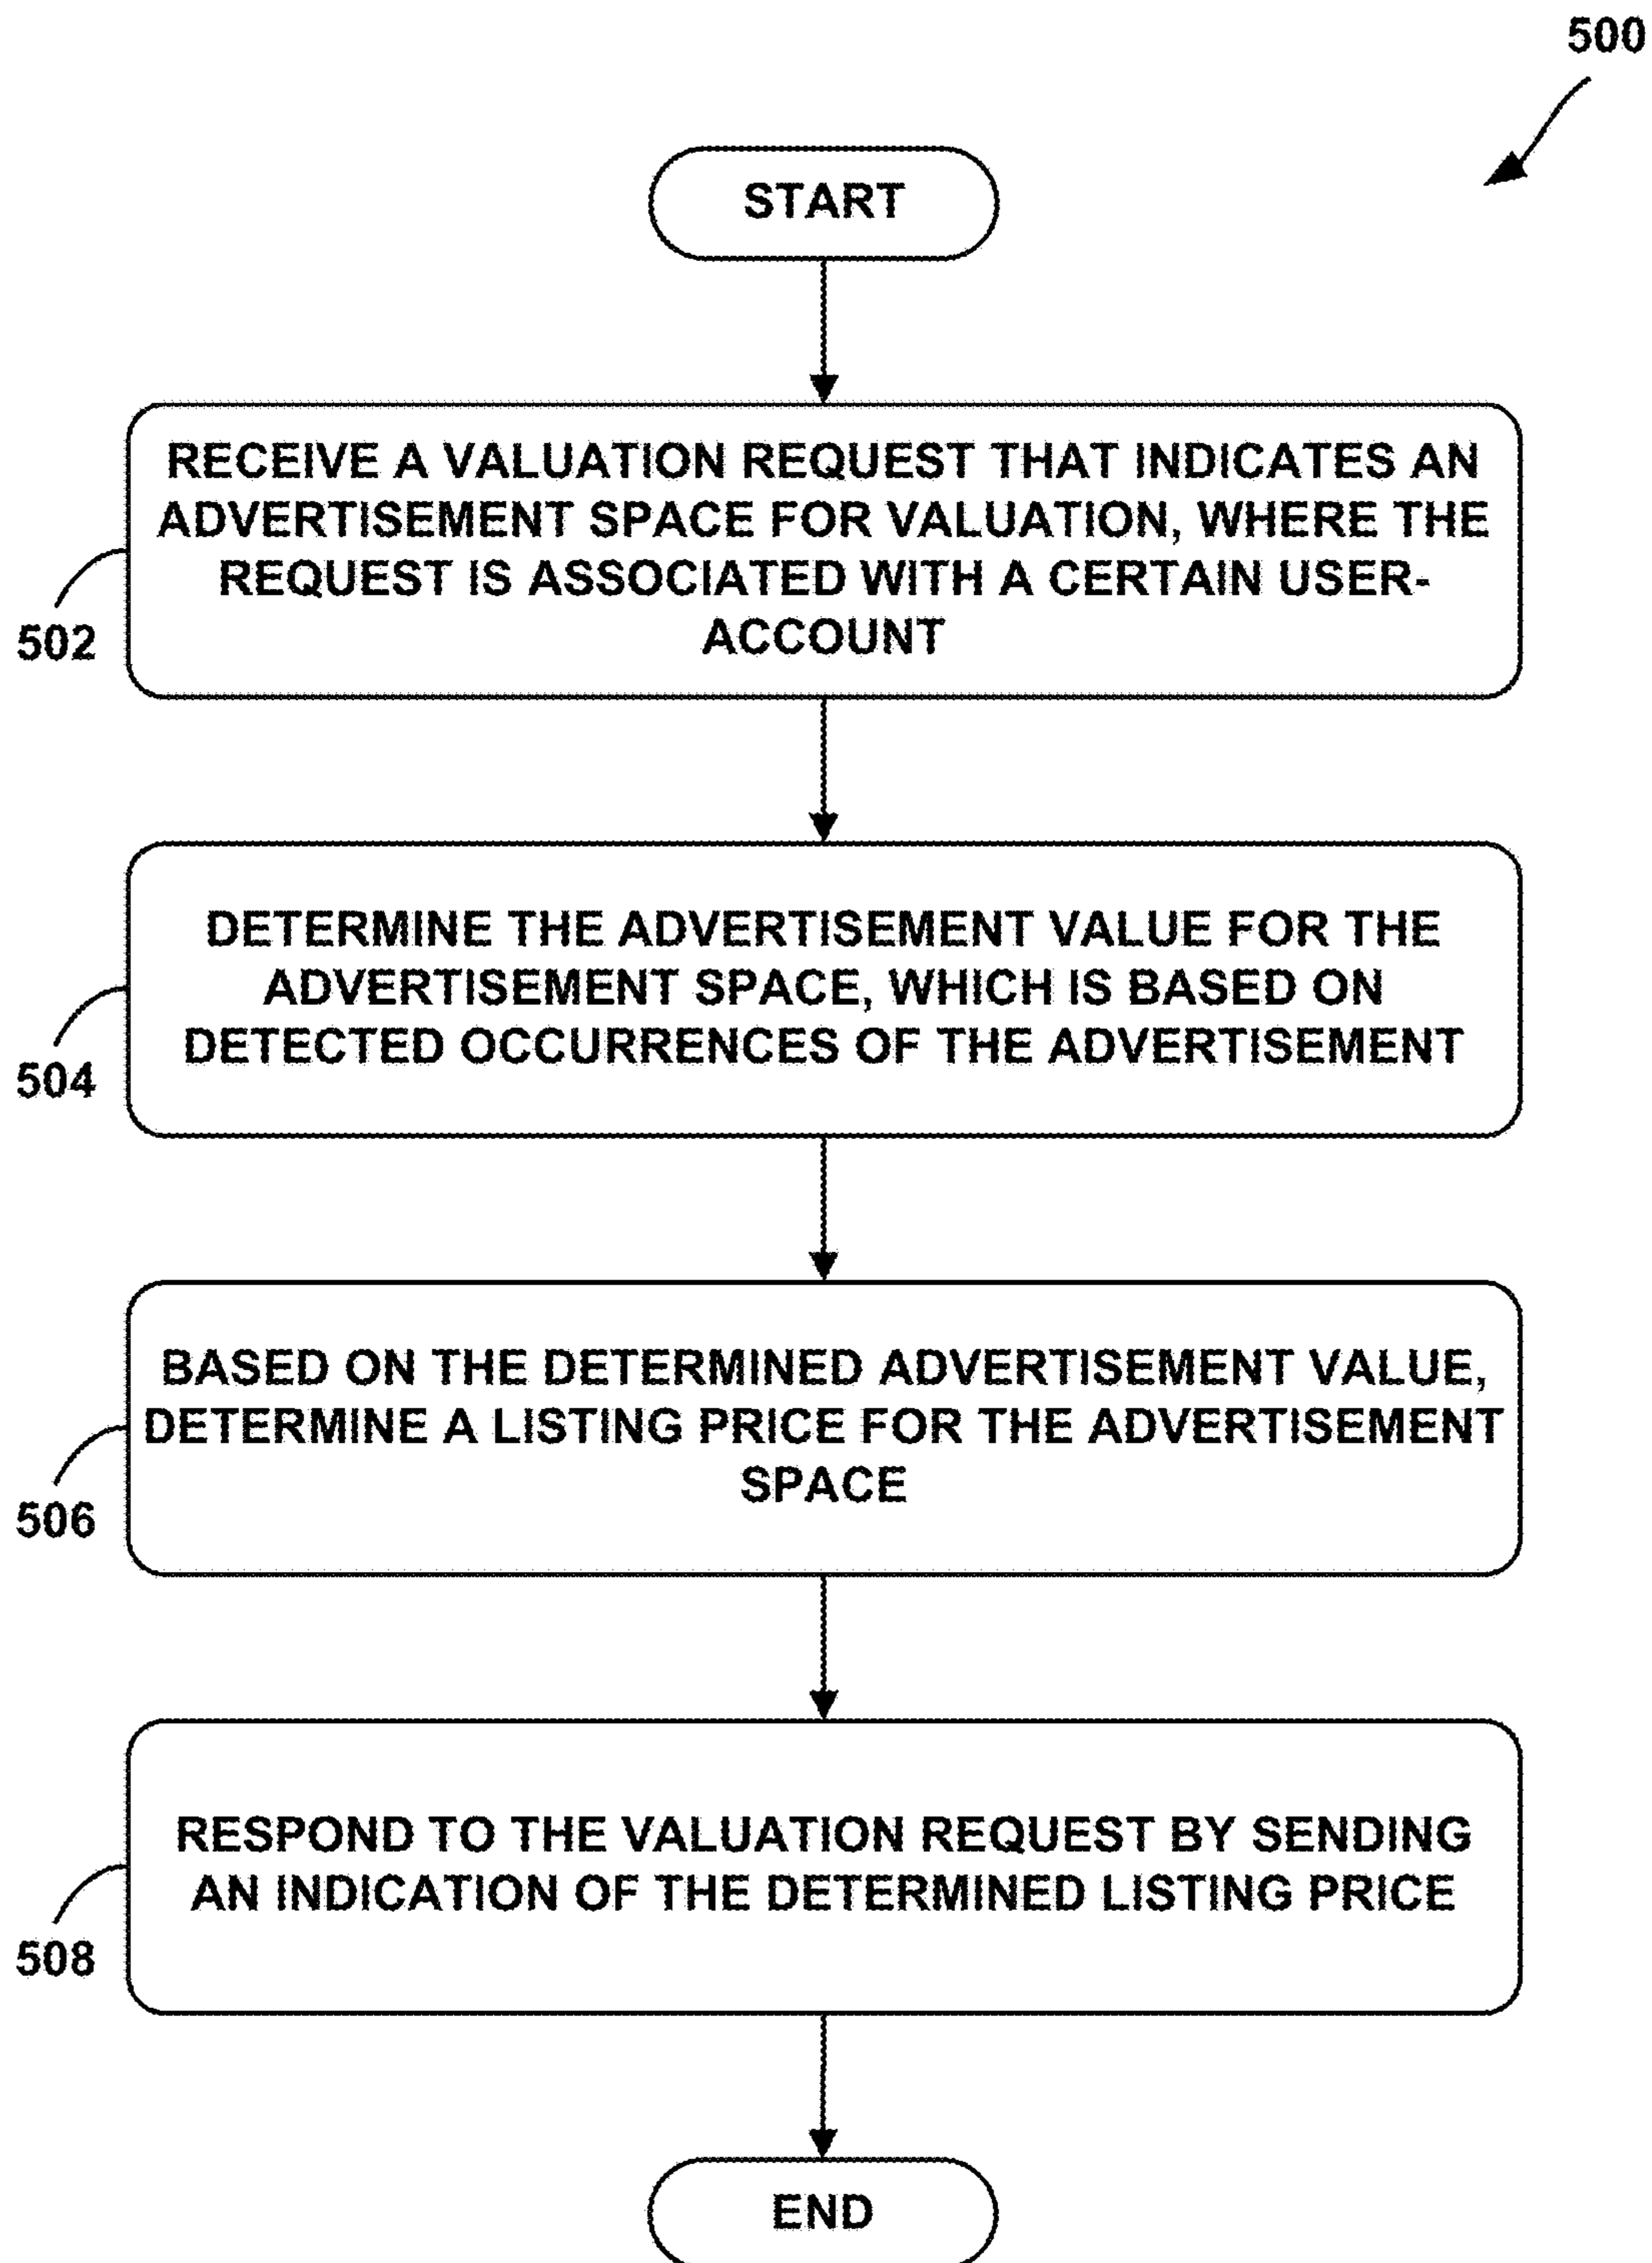 500
START
RECEIVE A VALUATION REQUEST THAT INDICATES AN
ADVERTISEMENT SPACE FOR VALUATION, WHERE THE
REQUEST IS ASSOCIATED WITH A CERTAIN USER-
ACCOUNT
502
DETERMINE THE ADVERTISEMENT VALUE FOR THE
ADVERTISEMENT SPACE, WHICH IS BASED ON
DETECTED OCCURRENCES OF THE ADVERTISEMENT
504
BASED ON THE DETERMINED ADVERTISEMENT VALUE,
DETERMINE A LISTING PRICE FOR THE ADVERTISEMENT
SPACE
506
RESPOND TO THE VALUATION REQUEST BY SENDING
AN INDICATION OF THE DETERMINED LISTING PRICE
508
END